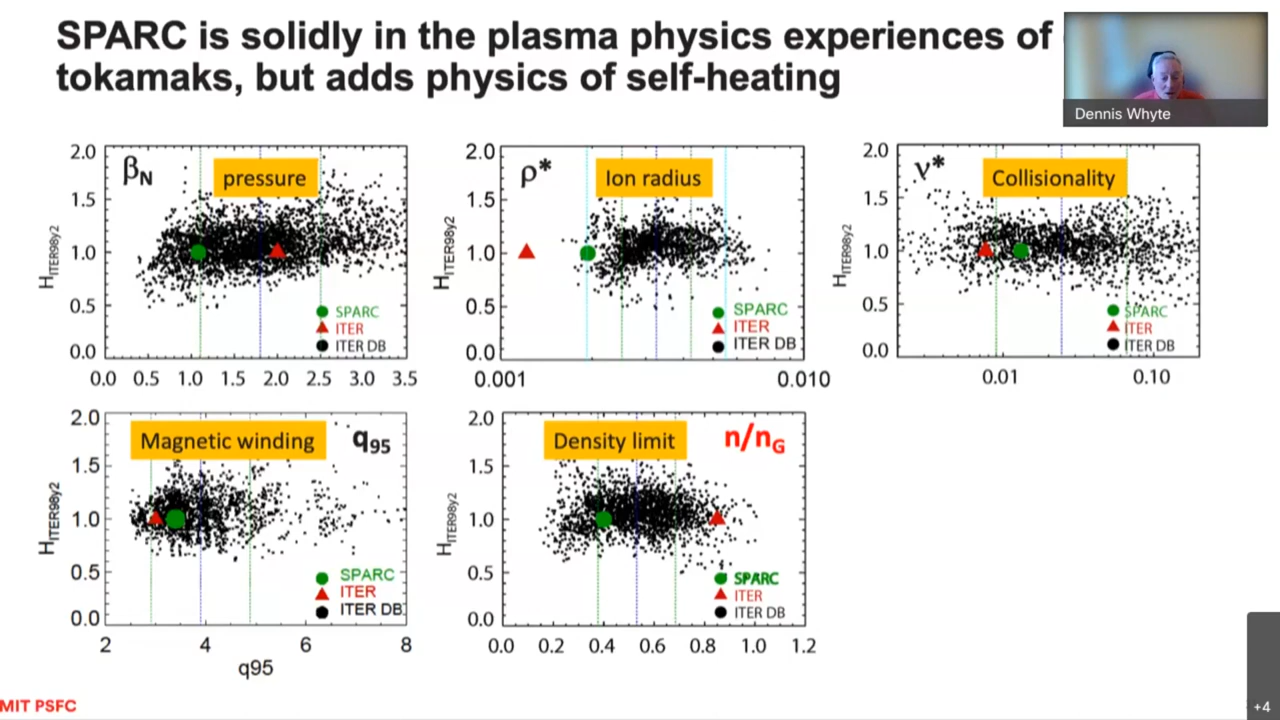 SPARC is solidly in the plasma physics experiences of
tokamaks, but adds physics of self-heating
Dennis Whyte
βN
pressure
HITER98y2
2.0
1.5
1.0
0.5
0.0
0.0 0.5 1.0 1.5 2.0 2.5 3.0 3.5
SPARC
ITER
ITER DB
ρ*
Ion radius
HITER98y2
2.0
1.5
1.0
0.5
0.0
0.001 0.010
SPARC
ITER
ITER DB
ν*
Collisionality
HITER98y2
2.0
1.5
1.0
0.5
0.0
0.01 0.10
SPARC
ITER
ITER DB
Magnetic winding
q95
HITER98y2
2.0
1.5
1.0
0.5
0.0
2 4 6 8
q95
SPARC
ITER
ITER DB
Density limit
n/nG
HITER98y2
2.0
1.5
1.0
0.5
0.0
0.0 0.2 0.4 0.6 0.8 1.0 1.2
SPARC
ITER
ITER DB
MIT PSFC
+4